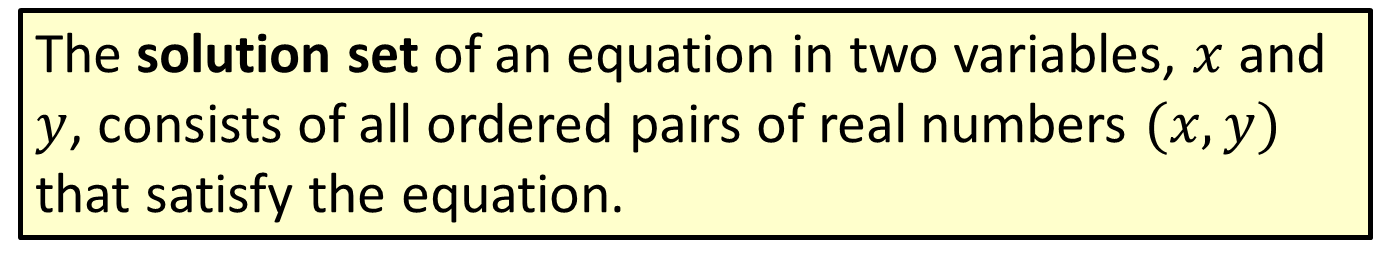 The solution set of an equation in two variables, x and
y, consists of all ordered pairs of real numbers (x, y)
that satisfy the equation.